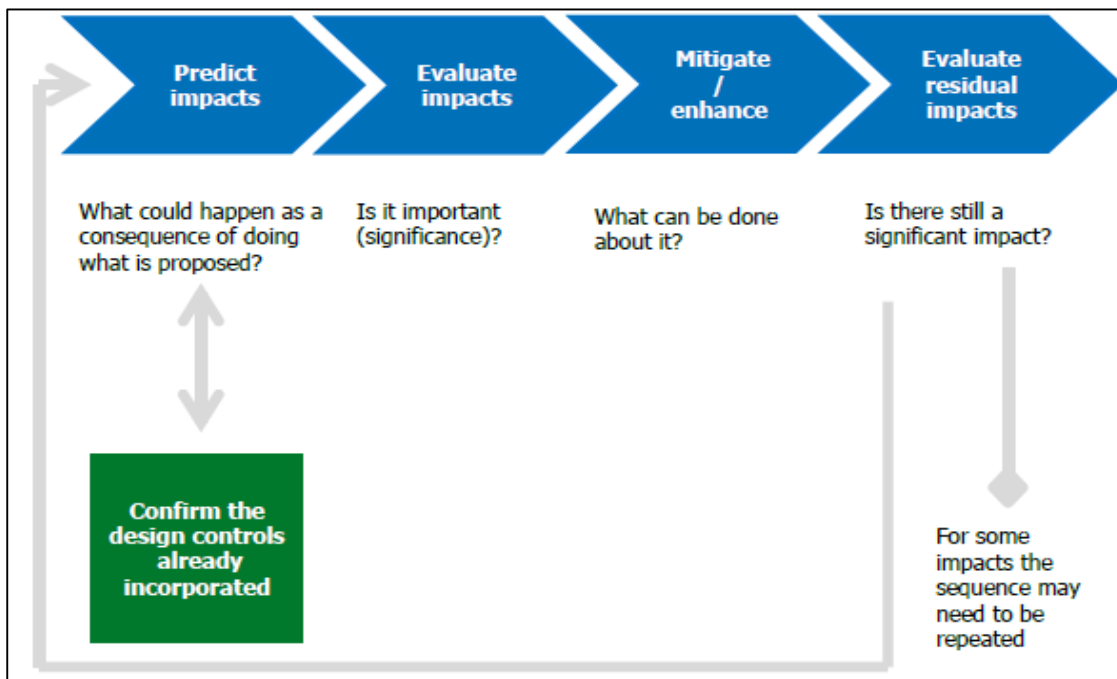 Predict
impacts
Evaluate
impacts
Mitigate
/
enhance
Evaluate
residual
impacts
What could happen as a
consequence of doing
what is proposed?
Is it important
(significance)?
What can be done
about it?
Is there still a
significant impact?
Confirm the
design controls
already
incorporated
For some
impacts the
sequence may
need to be
repeated